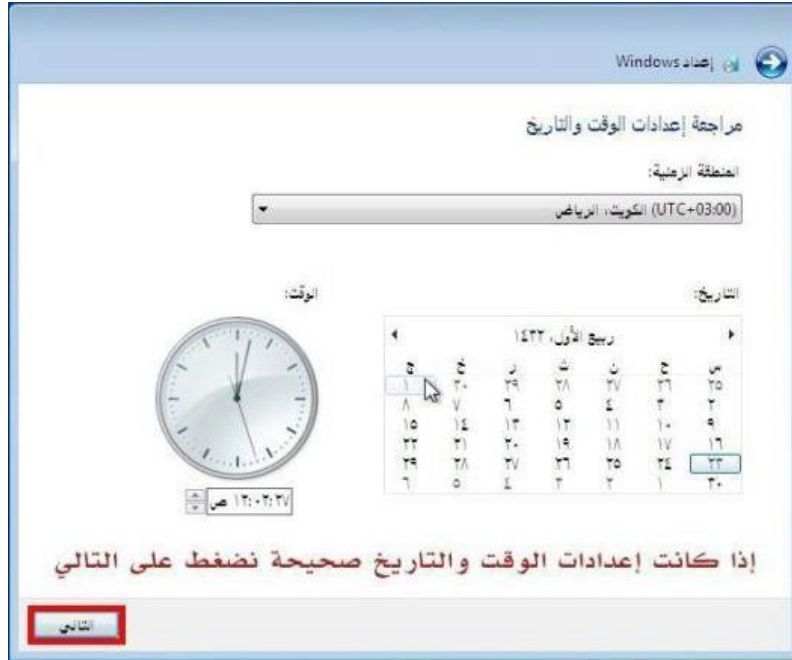 إعداد Windows
مراجعة إعدادات الوقت والتاريخ
المنطقة الزمنية:
(UTC+03:00) الكويت، الرياض
التاريخ:
الوقت:
ربيع الأول، ١٤٣٢
س ح ن ث ر خ ج
٢٥ ٢٦ ٢٧ ٢٨ ٢٩ ٣٠ ١
٢ ٣ ٤ ٥ ٦ ٧ ٨
٩ ١٠ ١١ ١٢ ١٣ ١٤ ١٥
١٦ ١٧ ١٨ ١٩ ٢٠ ٢١ ٢٢
٢٣ ٢٤ ٢٥ ٢٦ ٢٧ ٢٨ ٢٩
٣٠ ١ ٢ ٣ ٤ ٥ ٦
١٢:٠٢:٢٧ ص
إذا كانت إعدادات الوقت والتاريخ صحيحة نضغط على التالي
التالي